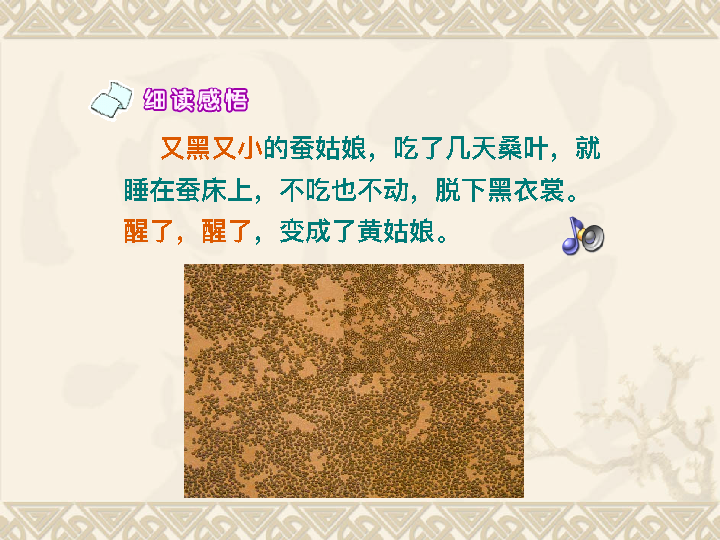 细读感悟
又黑又小的蚕姑娘，吃了几天桑叶，就
睡在蚕床上，不吃也不动，脱下黑衣裳。
醒了，醒了，变成了黄姑娘。